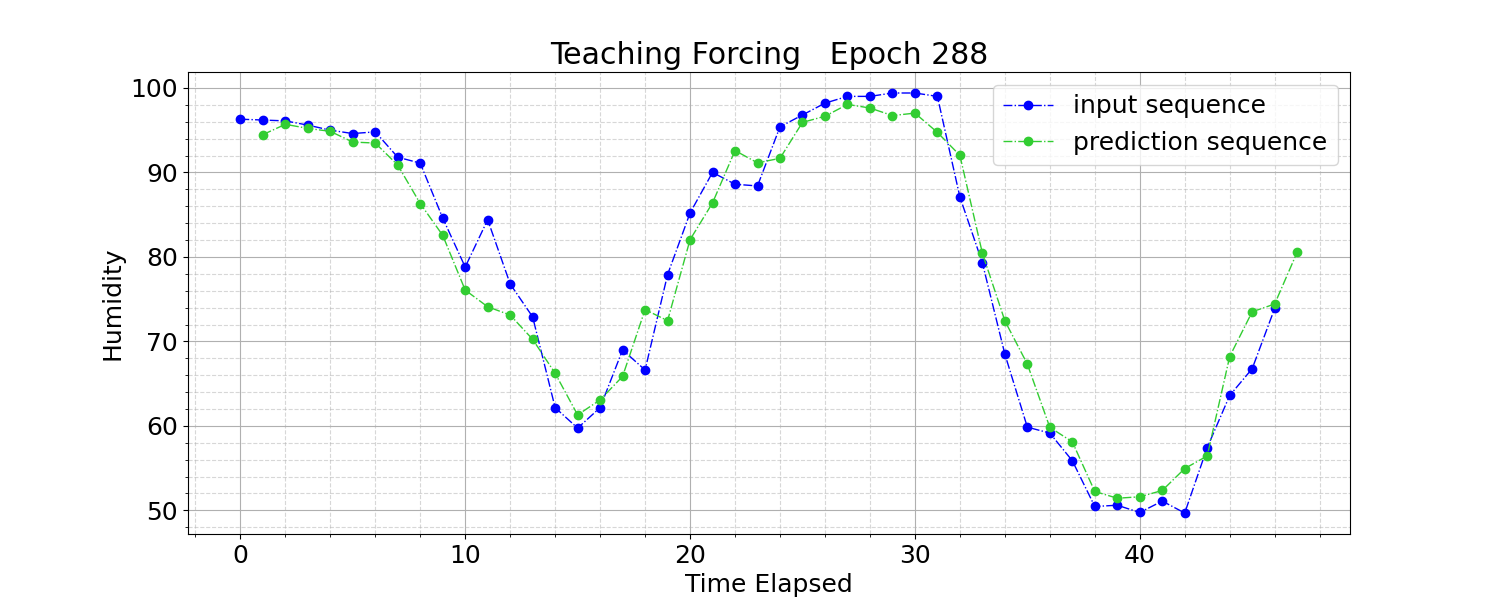 Teaching Forcing   Epoch 288
100
90
80
70
60
50
Humidity
input sequence
prediction sequence
0 10 20 30 40
Time Elapsed